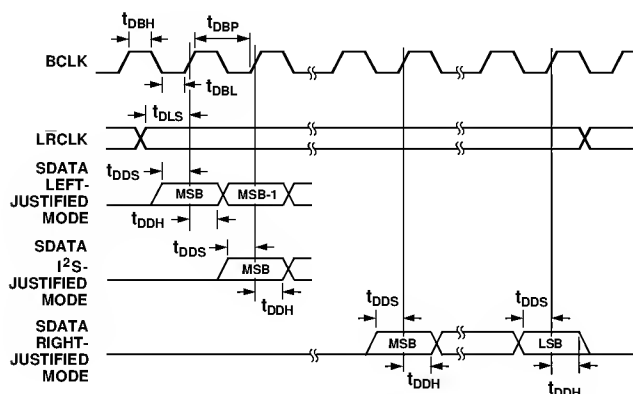 tDBH
tDBP
BCLK
tDBL
tDLS
LRCLK
SDATA
LEFT-
JUSTIFIED
MODE
tDDS
MSB
MSB-1
tDDH
SDATA
I²S-
JUSTIFIED
MODE
tDDS
MSB
tDDH
SDATA
RIGHT-
JUSTIFIED
MODE
tDDS
tDDS
MSB
LSB
tDDH
tDDH